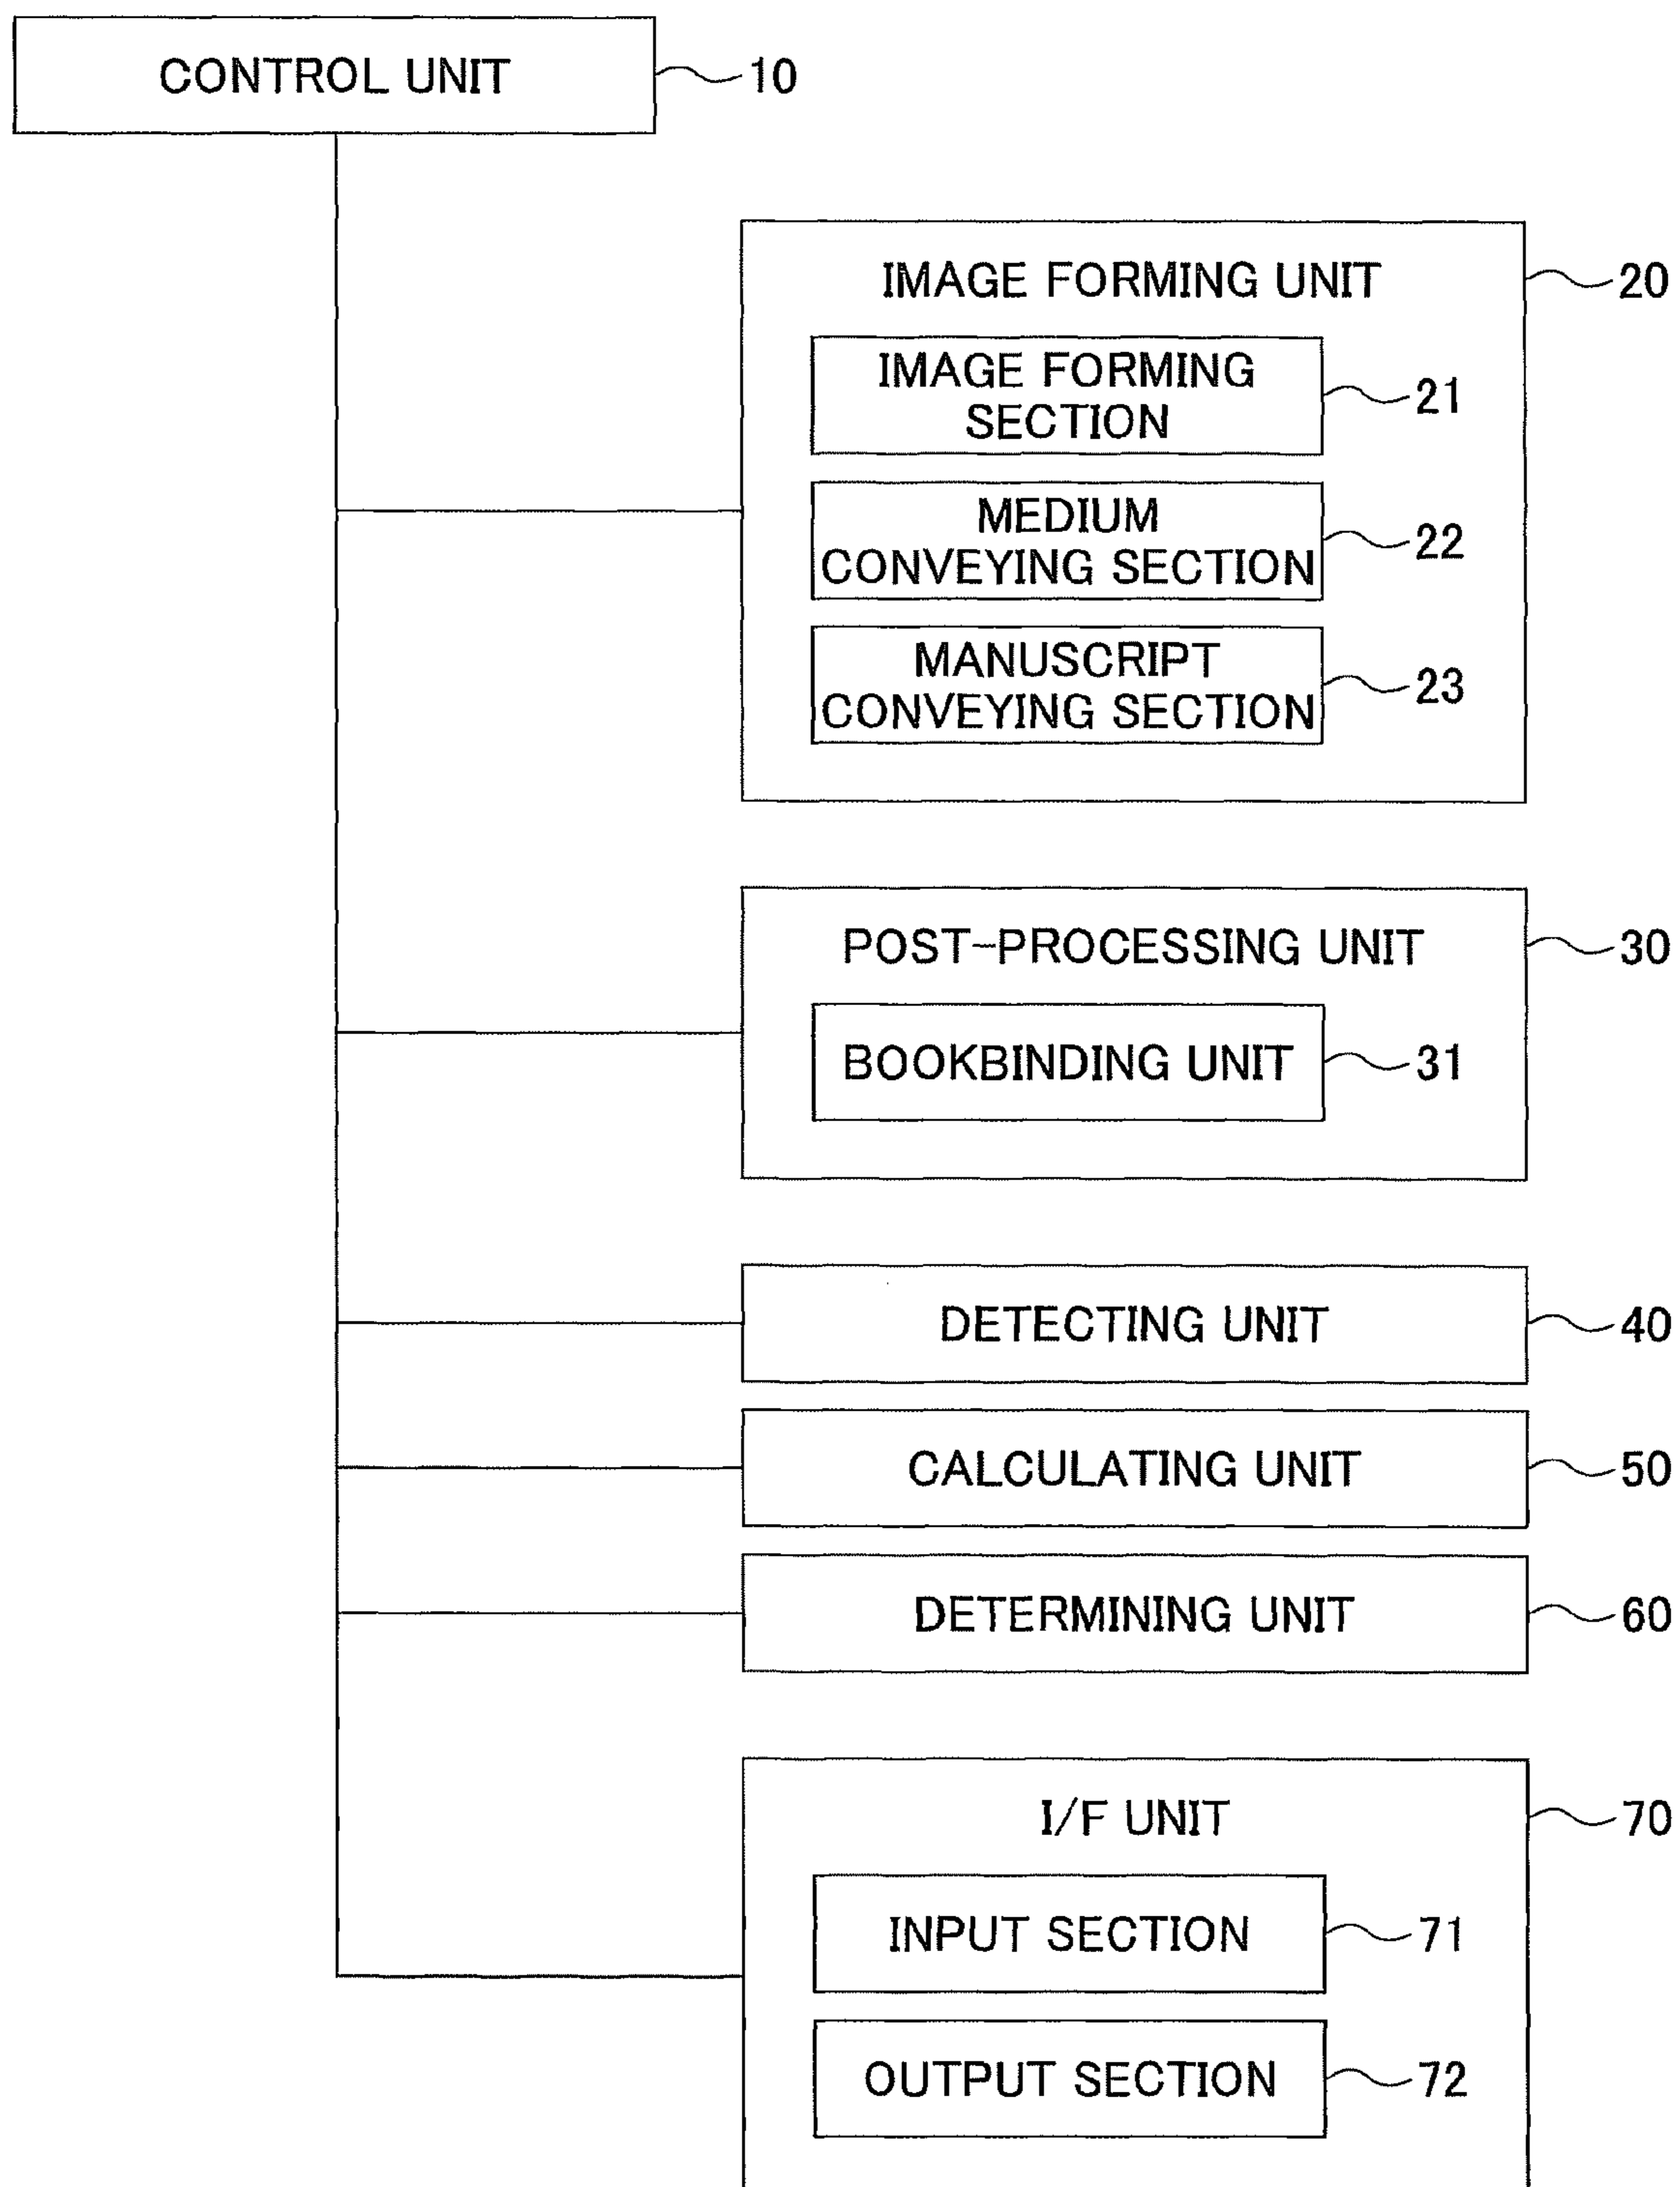 CONTROL UNIT
10
IMAGE FORMING UNIT
20
IMAGE FORMING
SECTION
21
MEDIUM
CONVEYING SECTION
22
MANUSCRIPT
CONVEYING SECTION
23
POST-PROCESSING UNIT
30
BOOKBINDING UNIT
31
DETECTING UNIT
40
CALCULATING UNIT
50
DETERMINING UNIT
60
I/F UNIT
70
INPUT SECTION
71
OUTPUT SECTION
72